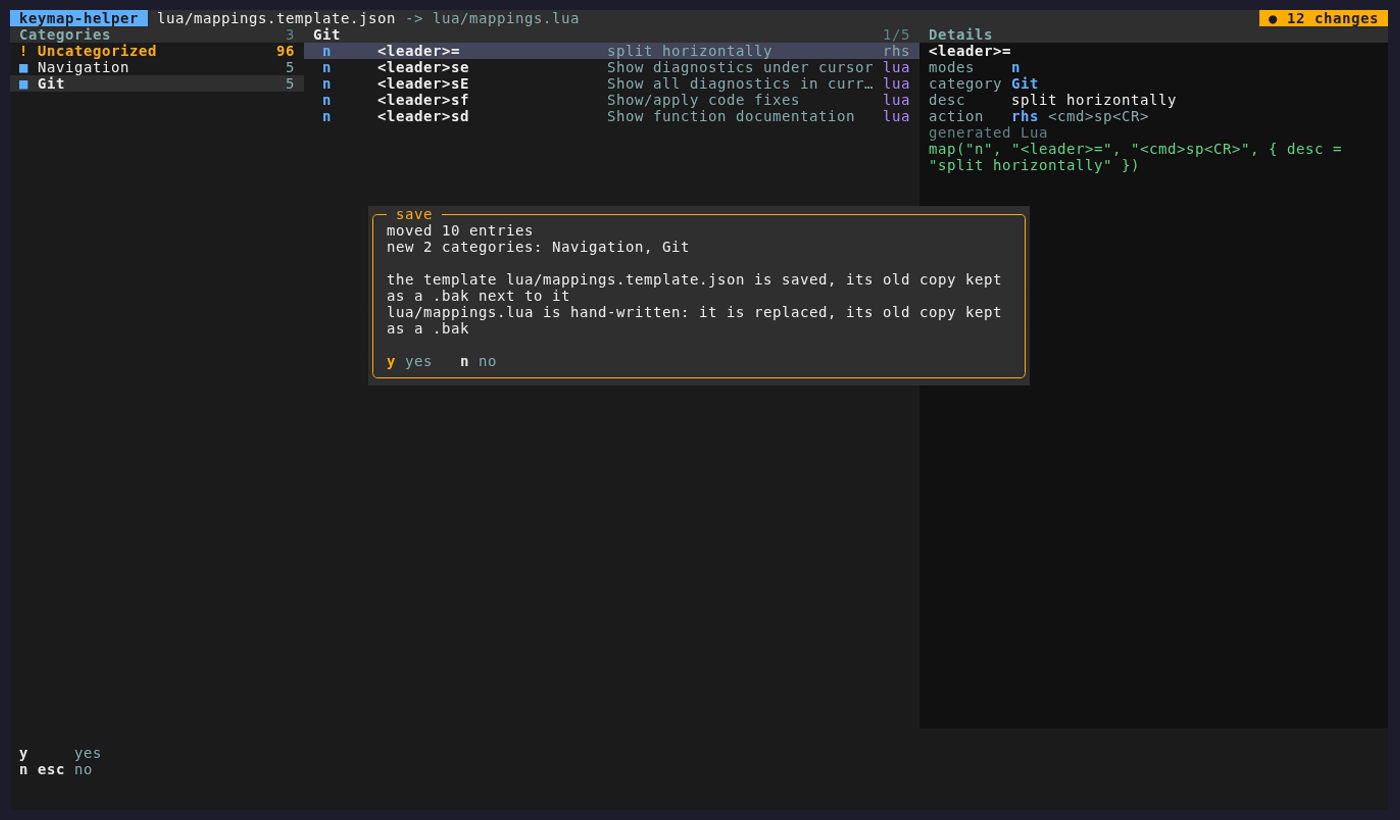 keymap-helper lua/mappings.template.json -> lua/mappings.lua ● 12 changes
Categories 3
! Uncategorized 96
■ Navigation 5
■ Git 5
Git 1/5
n <leader>= split horizontally rhs
n <leader>se Show diagnostics under cursor lua
n <leader>sE Show all diagnostics in curr… lua
n <leader>sf Show/apply code fixes lua
n <leader>sd Show function documentation lua
Details
<leader>=
modes n
category Git
desc split horizontally
action rhs <cmd>sp<CR>
generated Lua
map("n", "<leader>=", "<cmd>sp<CR>", { desc =
"split horizontally" })
save
moved 10 entries
new 2 categories: Navigation, Git
the template lua/mappings.template.json is saved, its old copy kept
as a .bak next to it
lua/mappings.lua is hand-written: it is replaced, its old copy kept
as a .bak
y yes n no
y yes
n esc no